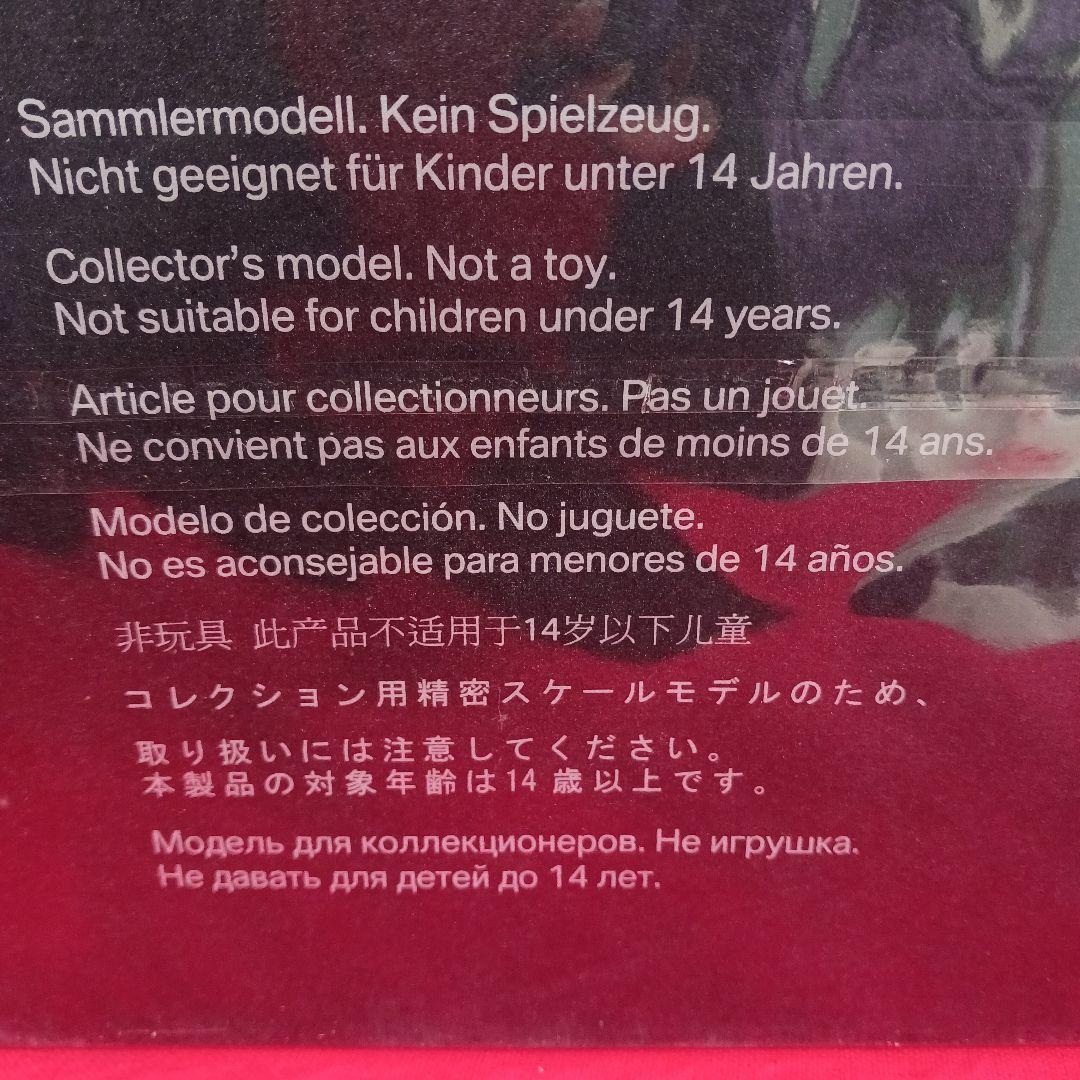 Sammlermodell. Kein Spielzeug.
Nicht geeignet für Kinder unter 14 Jahren.
Collector's model. Not a toy.
Not suitable for children under 14 years.
Article pour collectionneurs. Pas un jouet.
Ne convient pas aux enfants de moins de 14 ans.
Modelo de colección. No juguete.
No es aconsejable para menores de 14 años.
非玩具 此产品不适用于14岁以下儿童
コレクション用精密スケールモデルのため、
取り扱いには注意してください。
本製品の対象年齢は14歳以上です。
Модель для коллекционеров. Не игрушка.
Не давать для детей до 14 лет.